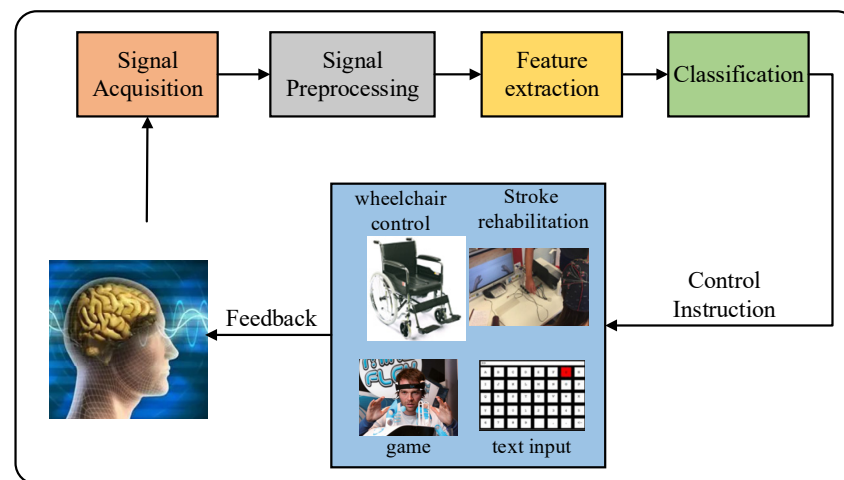 Signal
Acquisition
Signal
Preprocessing
Feature
extraction
Classification
wheelchair
control
Stroke
rehabilitation
Control
Instruction
Feedback
game
text input